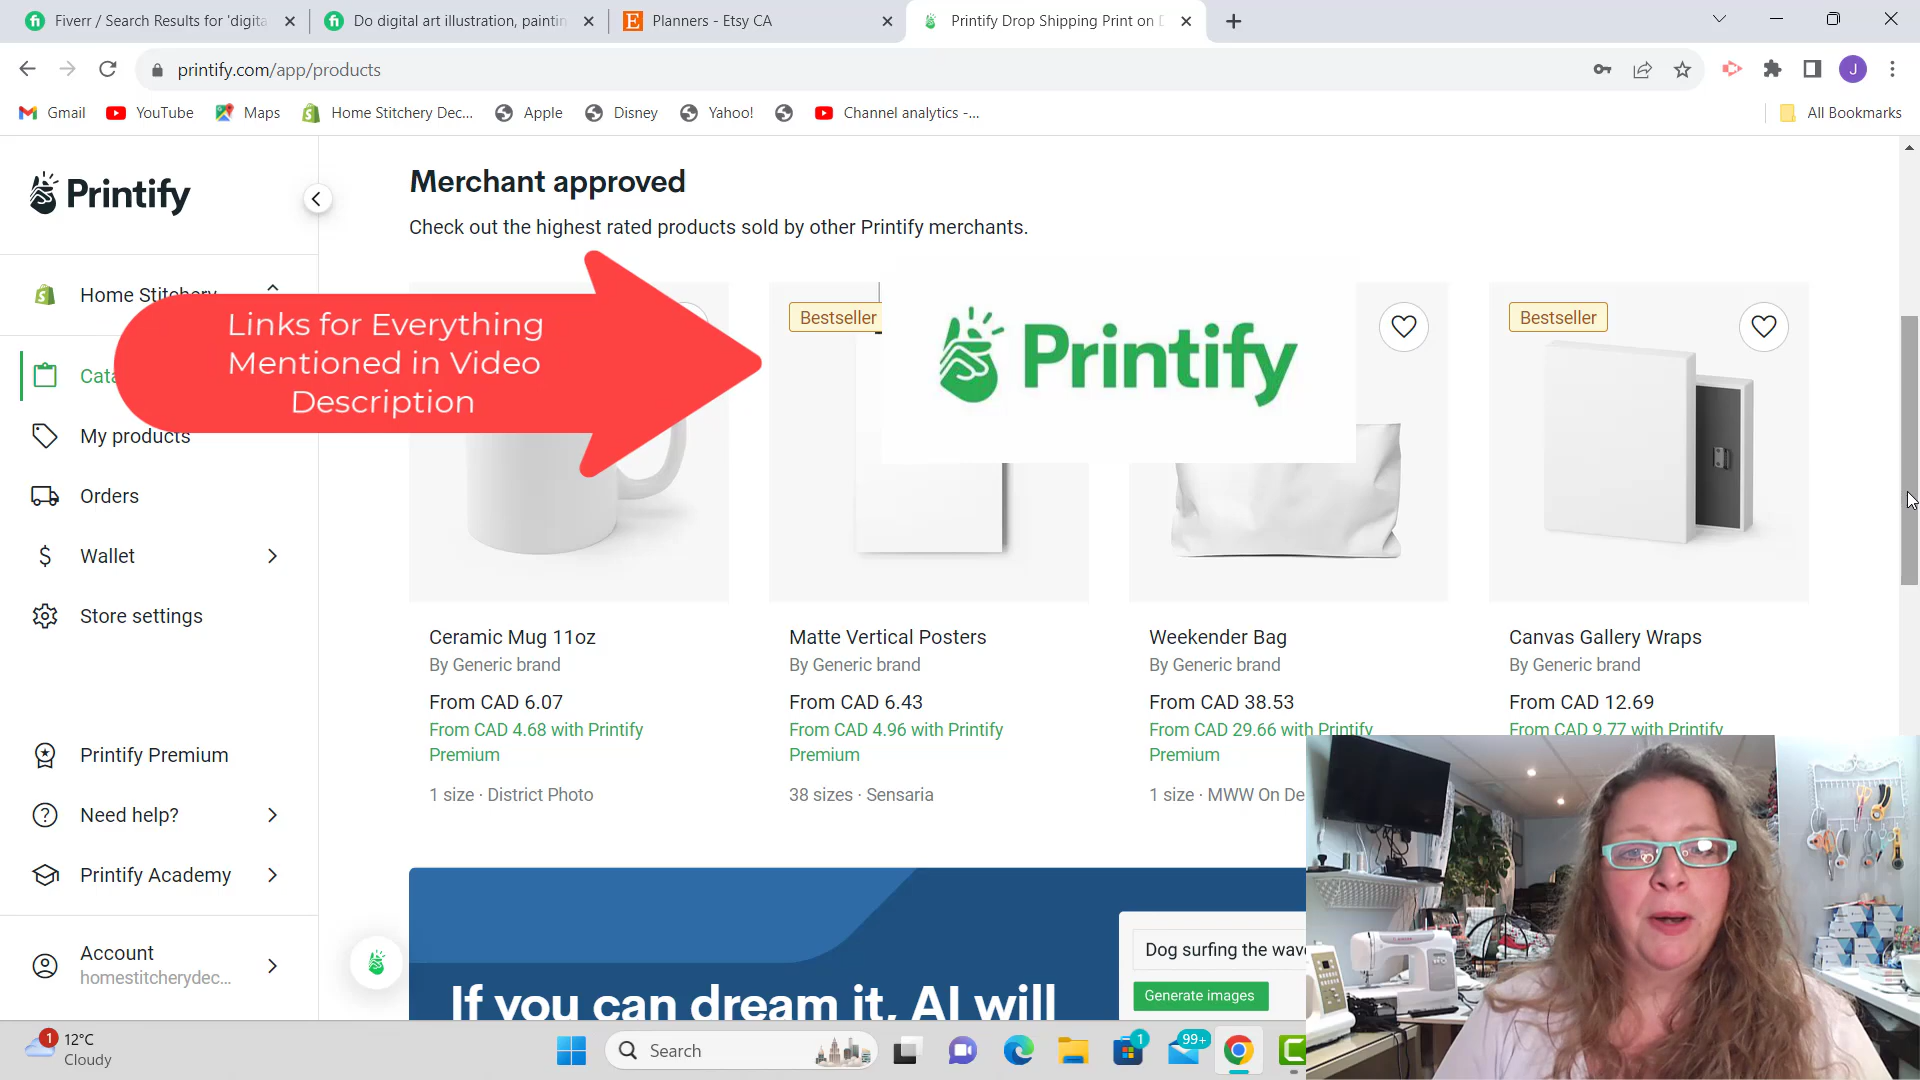 Fiverr / Search Results for 'digita
Do digital art illustration, paintin
Planners - Etsy CA
Printify Drop Shipping Print on D
printify.com/app/products
J
Gmail
YouTube
Maps
Home Stitchery Dec...
Apple
Disney
Yahoo!
Channel analytics -...
All Bookmarks
Printify
Merchant approved
Check out the highest rated products sold by other Printify merchants.
Home Stitchery
Links for Everything
Mentioned in Video
Description
Bestseller
Printify
Bestseller
Cata
My products
Orders
Wallet
Store settings
Ceramic Mug 11oz
By Generic brand
From CAD 6.07
From CAD 4.68 with Printify
Premium
1 size · District Photo
Matte Vertical Posters
By Generic brand
From CAD 6.43
From CAD 4.96 with Printify
Premium
38 sizes · Sensaria
Weekender Bag
By Generic brand
From CAD 38.53
From CAD 29.66 with Printify
Premium
1 size · MWW On De
Canvas Gallery Wraps
By Generic brand
From CAD 12.69
From CAD 9.77 with Printify
Printify Premium
Need help?
Printify Academy
Account
homestitcherydec...
If you can dream it, AI will
Dog surfing the wave
Generate images
1
12°C
Cloudy
Search
1
99+